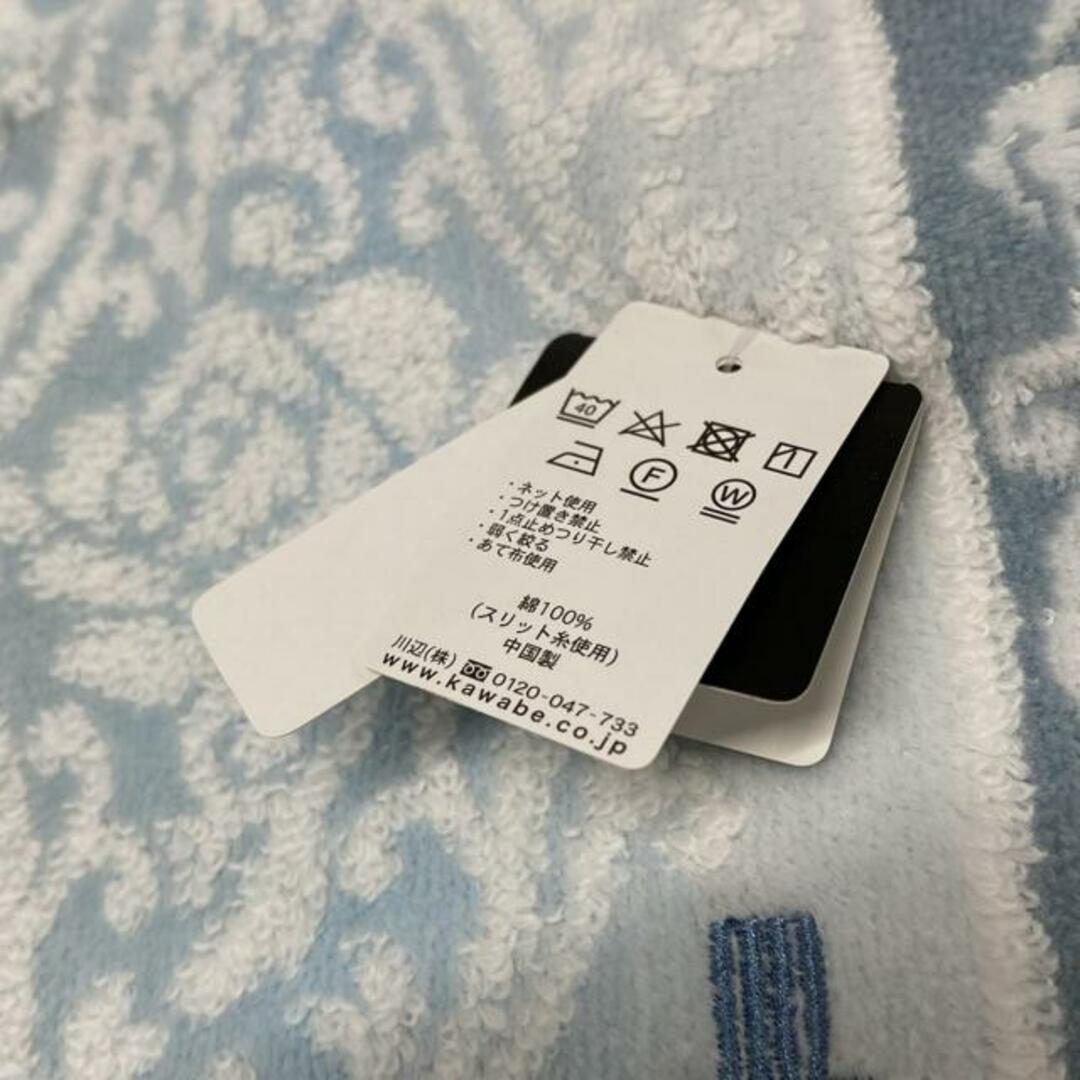 40
F W
・ネット使用
・つけ置き禁止
・1点止めつり干し禁止
・弱く絞る
・あて布使用
綿100%
(スリット糸使用)
中国製
川辺(株) 0120-047-733
www.kawabe.co.jp